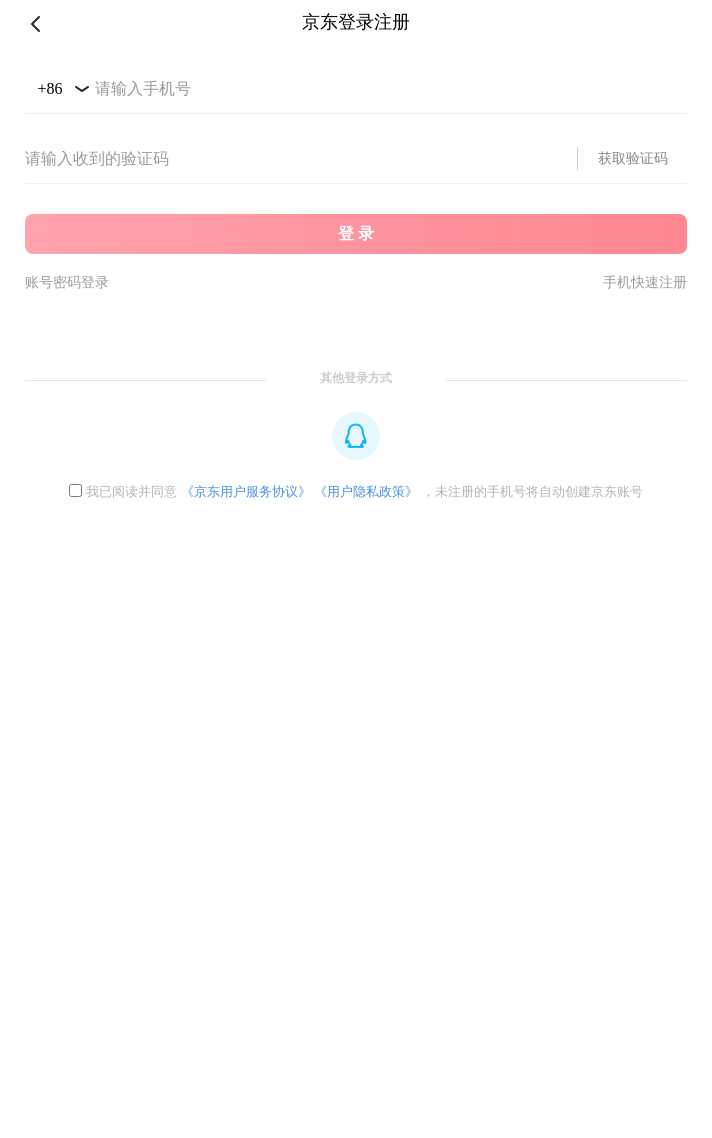 京东登录注册
+86 请输入手机号
请输入收到的验证码 获取验证码
登 录
账号密码登录 手机快速注册
其他登录方式
我已阅读并同意 《京东用户服务协议》 《用户隐私政策》 ，未注册的手机号将自动创建京东账号